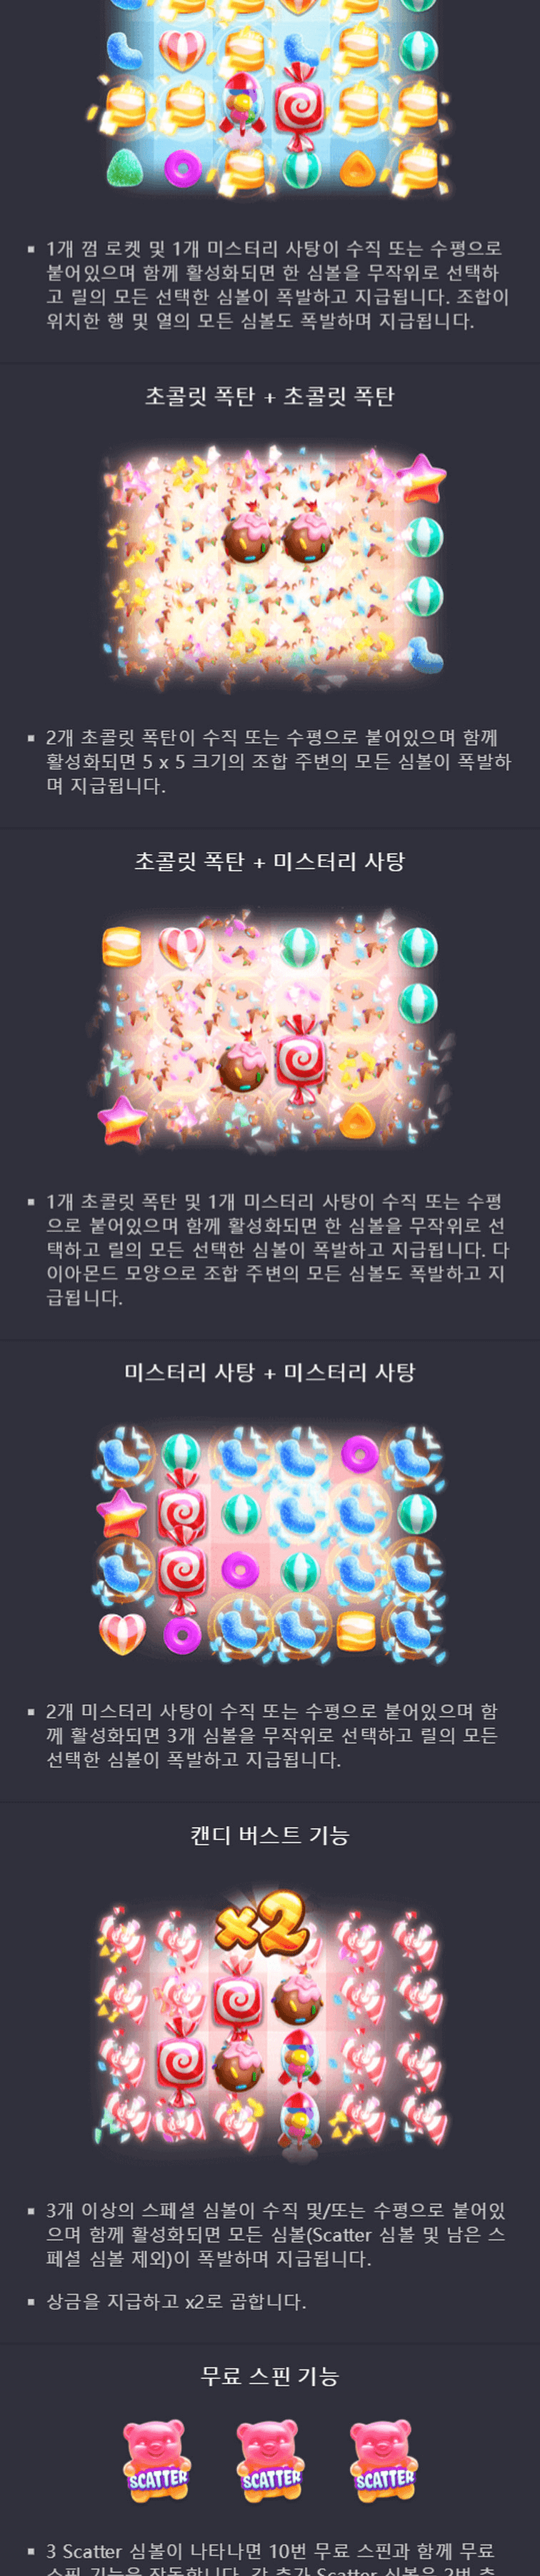 1개 껌 로켓 및 1개 미스터리 사탕이 수직 또는 수평으로
붙어있으며 함께 활성화되면 한 심볼을 무작위로 선택하
고 릴의 모든 선택한 심볼이 폭발하고 지급됩니다. 조합이
위치한 행 및 열의 모든 심볼도 폭발하며 지급됩니다.
초콜릿 폭탄 + 초콜릿 폭탄
2개 초콜릿 폭탄이 수직 또는 수평으로 붙어있으며 함께
활성화되면 5 x 5 크기의 조합 주변의 모든 심볼이 폭발하
며 지급됩니다.
초콜릿 폭탄 + 미스터리 사탕
1개 초콜릿 폭탄 및 1개 미스터리 사탕이 수직 또는 수평
으로 붙어있으며 함께 활성화되면 한 심볼을 무작위로 선
택하고 릴의 모든 선택한 심볼이 폭발하고 지급됩니다. 다
이아몬드 모양으로 조합 주변의 모든 심볼도 폭발하고 지
급됩니다.
미스터리 사탕 + 미스터리 사탕
2개 미스터리 사탕이 수직 또는 수평으로 붙어있으며 함
께 활성화되면 3개 심볼을 무작위로 선택하고 릴의 모든
선택한 심볼이 폭발하고 지급됩니다.
캔디 버스트 기능
x2
3개 이상의 스페셜 심볼이 수직 및/또는 수평으로 붙어있
으며 함께 활성화되면 모든 심볼(Scatter 심볼 및 남은 스
페셜 심볼 제외)이 폭발하며 지급됩니다.
상금을 지급하고 x2로 곱합니다.
무료 스핀 기능
SCATTER SCATTER SCATTER
3 Scatter 심볼이 나타나면 10번 무료 스핀과 함께 무료
스핀 기능을 작동합니다. 각 추가 Scatter 심볼은 2번 추